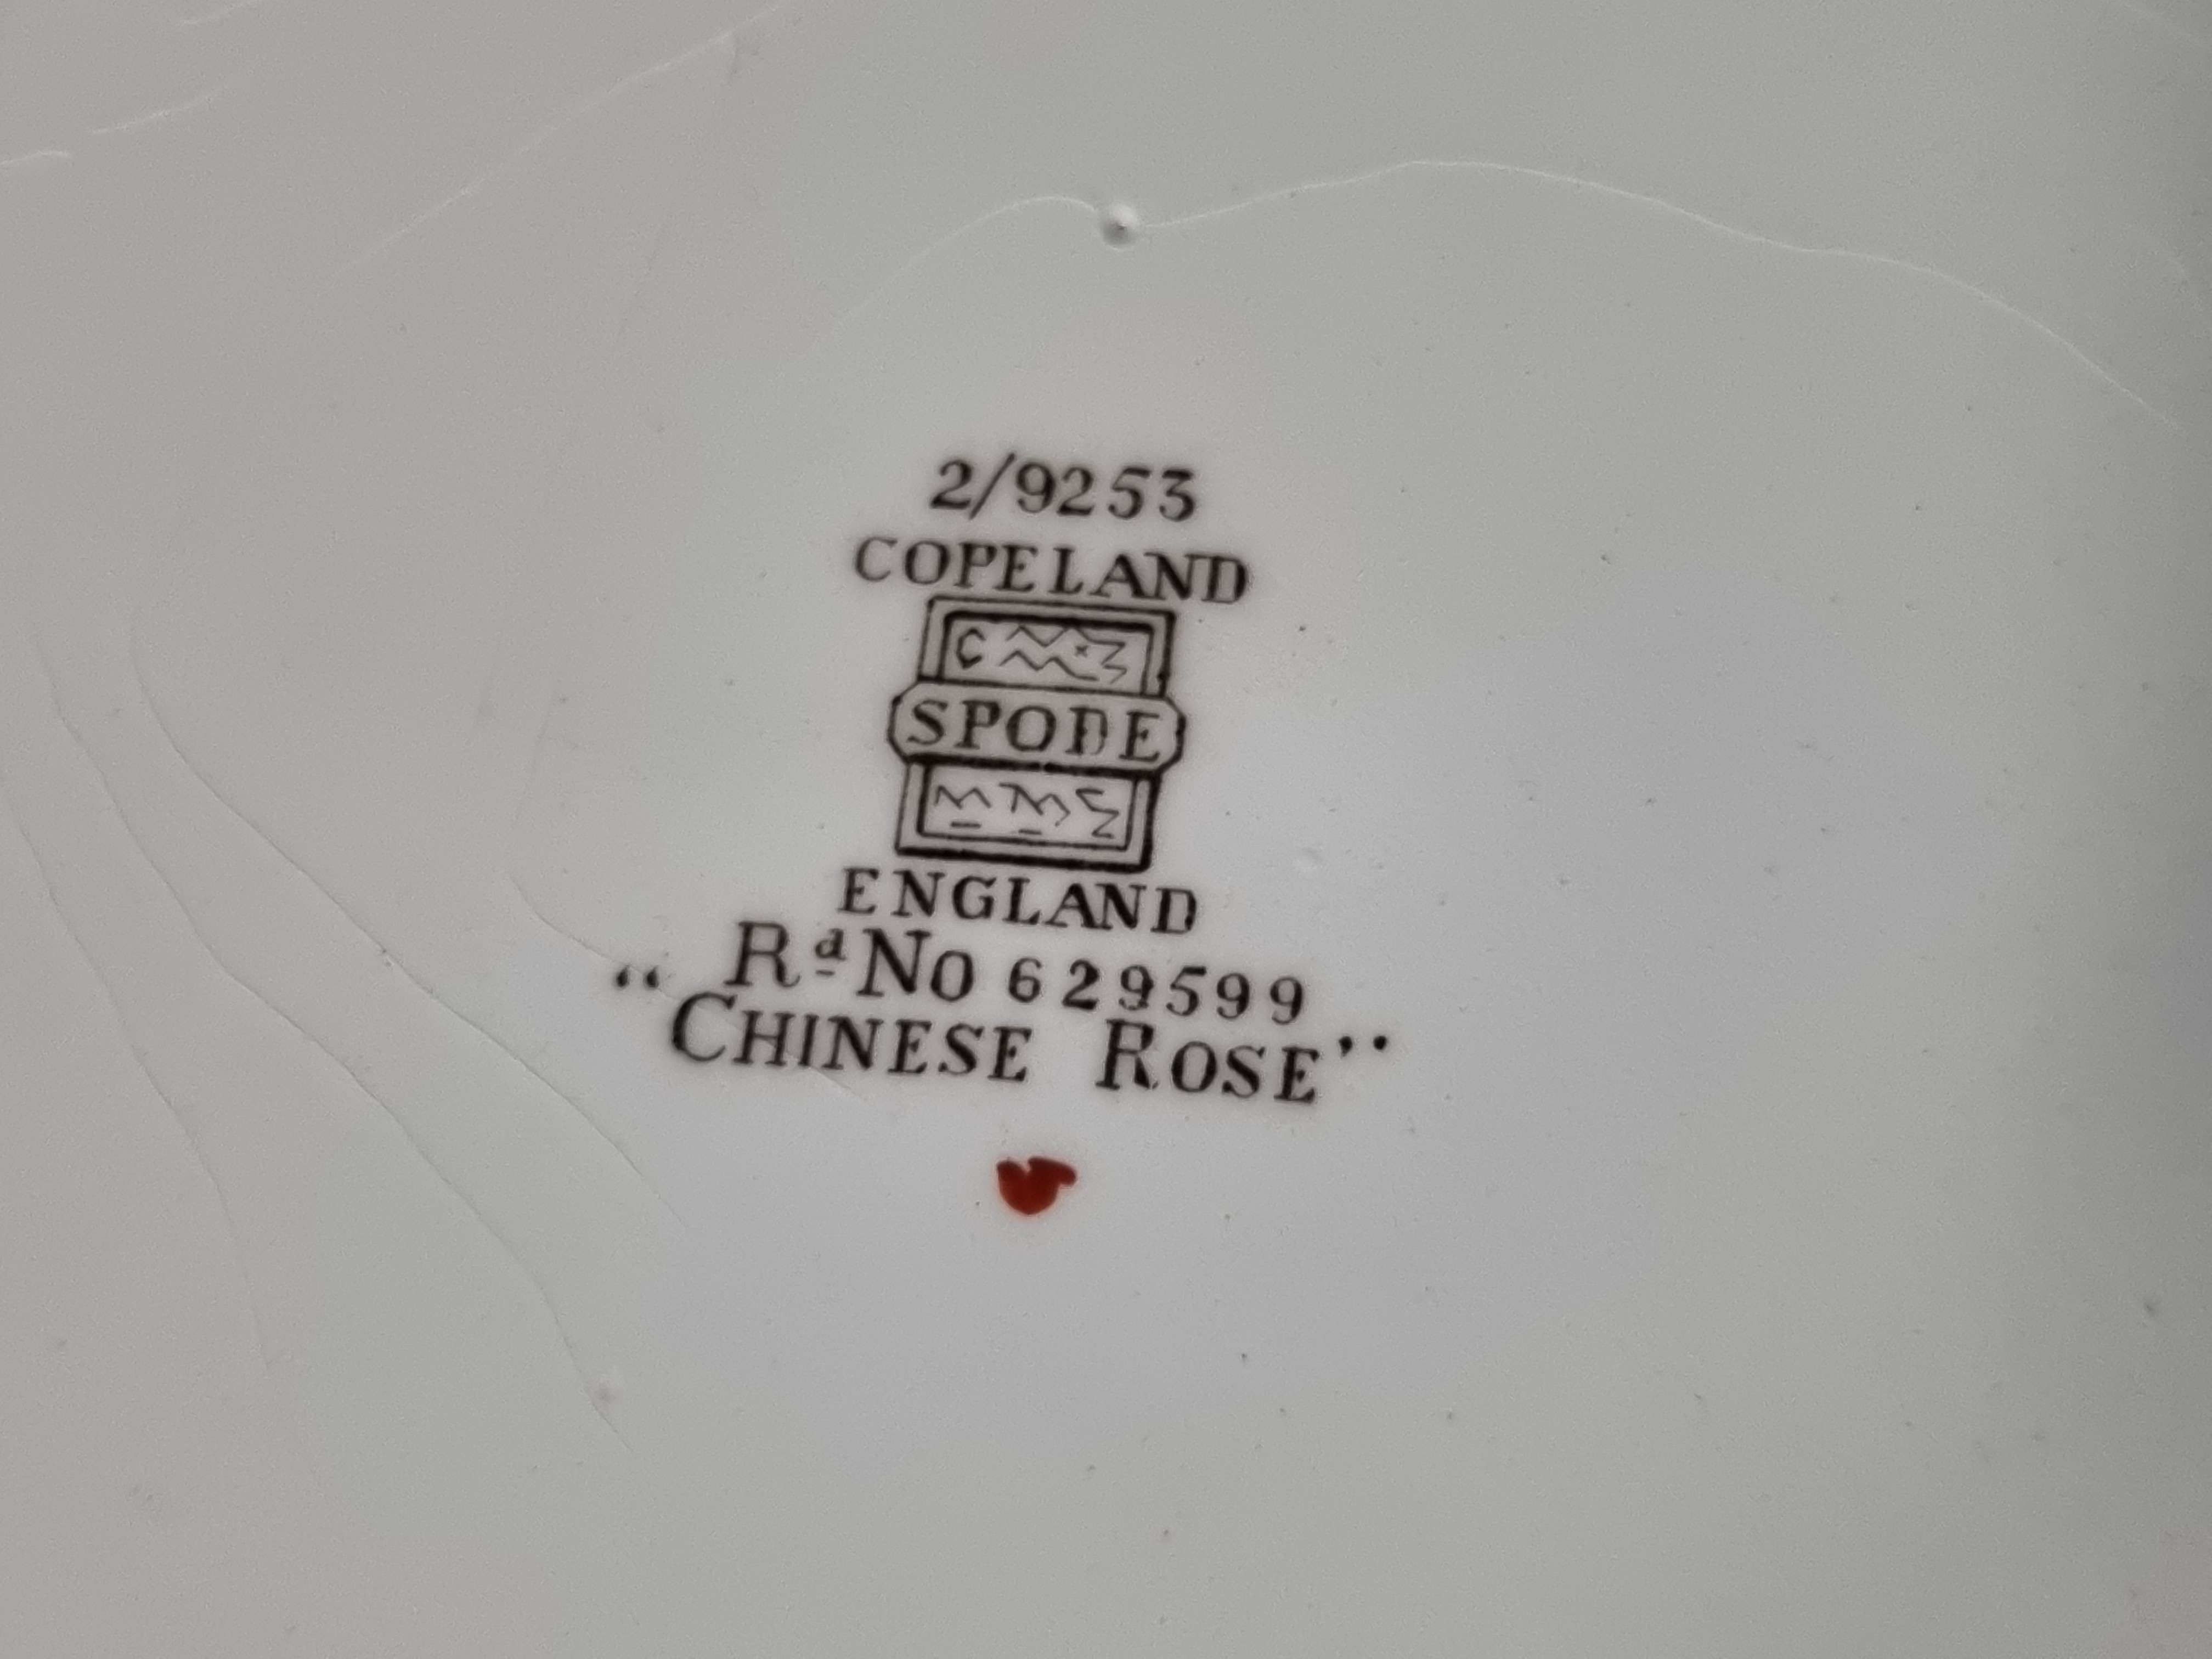 2/9253
COPELAND
SPODE
ENGLAND
Rd No 629599
“CHINESE ROSE”